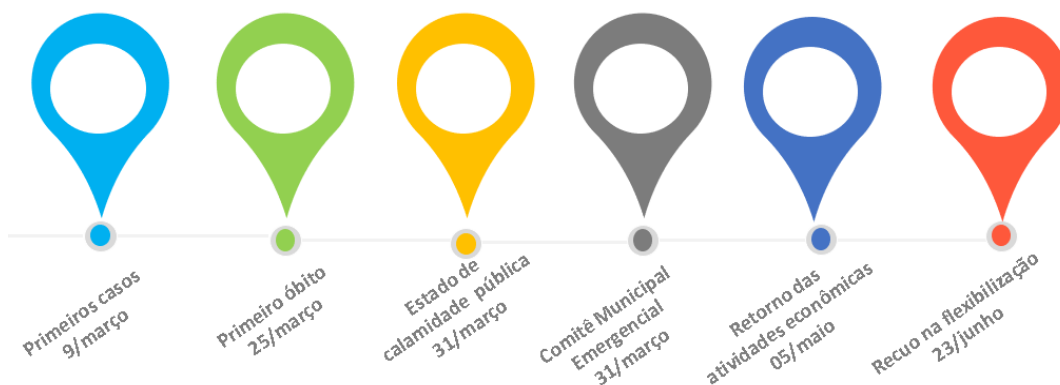 Primeiros casos
9/março
Primeiro óbito
25/março
Estado de
calamidade pública
31/março
Comitê Municipal
Emergencial
31/março
Retorno das
atividades econômicas
05/maio
Recuo na flexibilização
23/junho